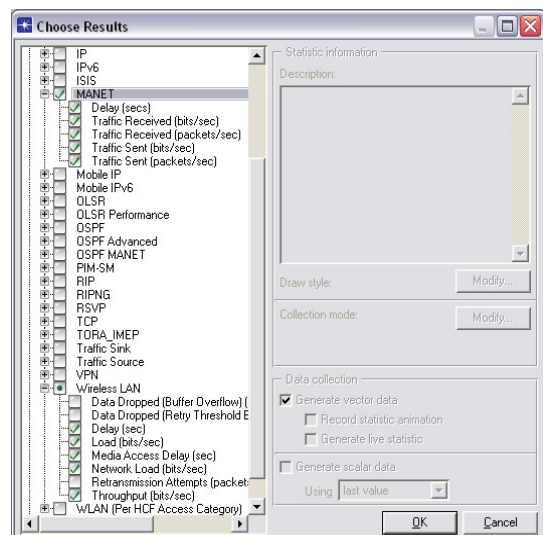 Choose Results
IP
IPv6
ISIS
MANET
Delay (secs)
Traffic Received (bits/sec)
Traffic Received (packets/sec)
Traffic Sent (bits/sec)
Traffic Sent (packets/sec)
Mobile IP
Mobile IPv6
OLSR
OLSR Performance
OSPF
OSPF Advanced
OSPF MANET
PIM-SM
RIP
RIPNG
RSVP
TCP
TORA_IMEP
Traffic Sink
Traffic Source
VPN
Wireless LAN
Data Dropped (Buffer Overflow) (
Data Dropped (Retry Threshold E
Delay (sec)
Load (bits/sec)
Media Access Delay (sec)
Network Load (bits/sec)
Retransmission Attempts (packet
Throughput (bits/sec)
WLAN (Per HCF Access Category)
Statistic information
Description:
Draw style:
Modify...
Collection mode:
Modify...
Data collection
Generate vector data
Record statistic animation
Generate live statistic
Generate scalar data
Using last value
OK
Cancel